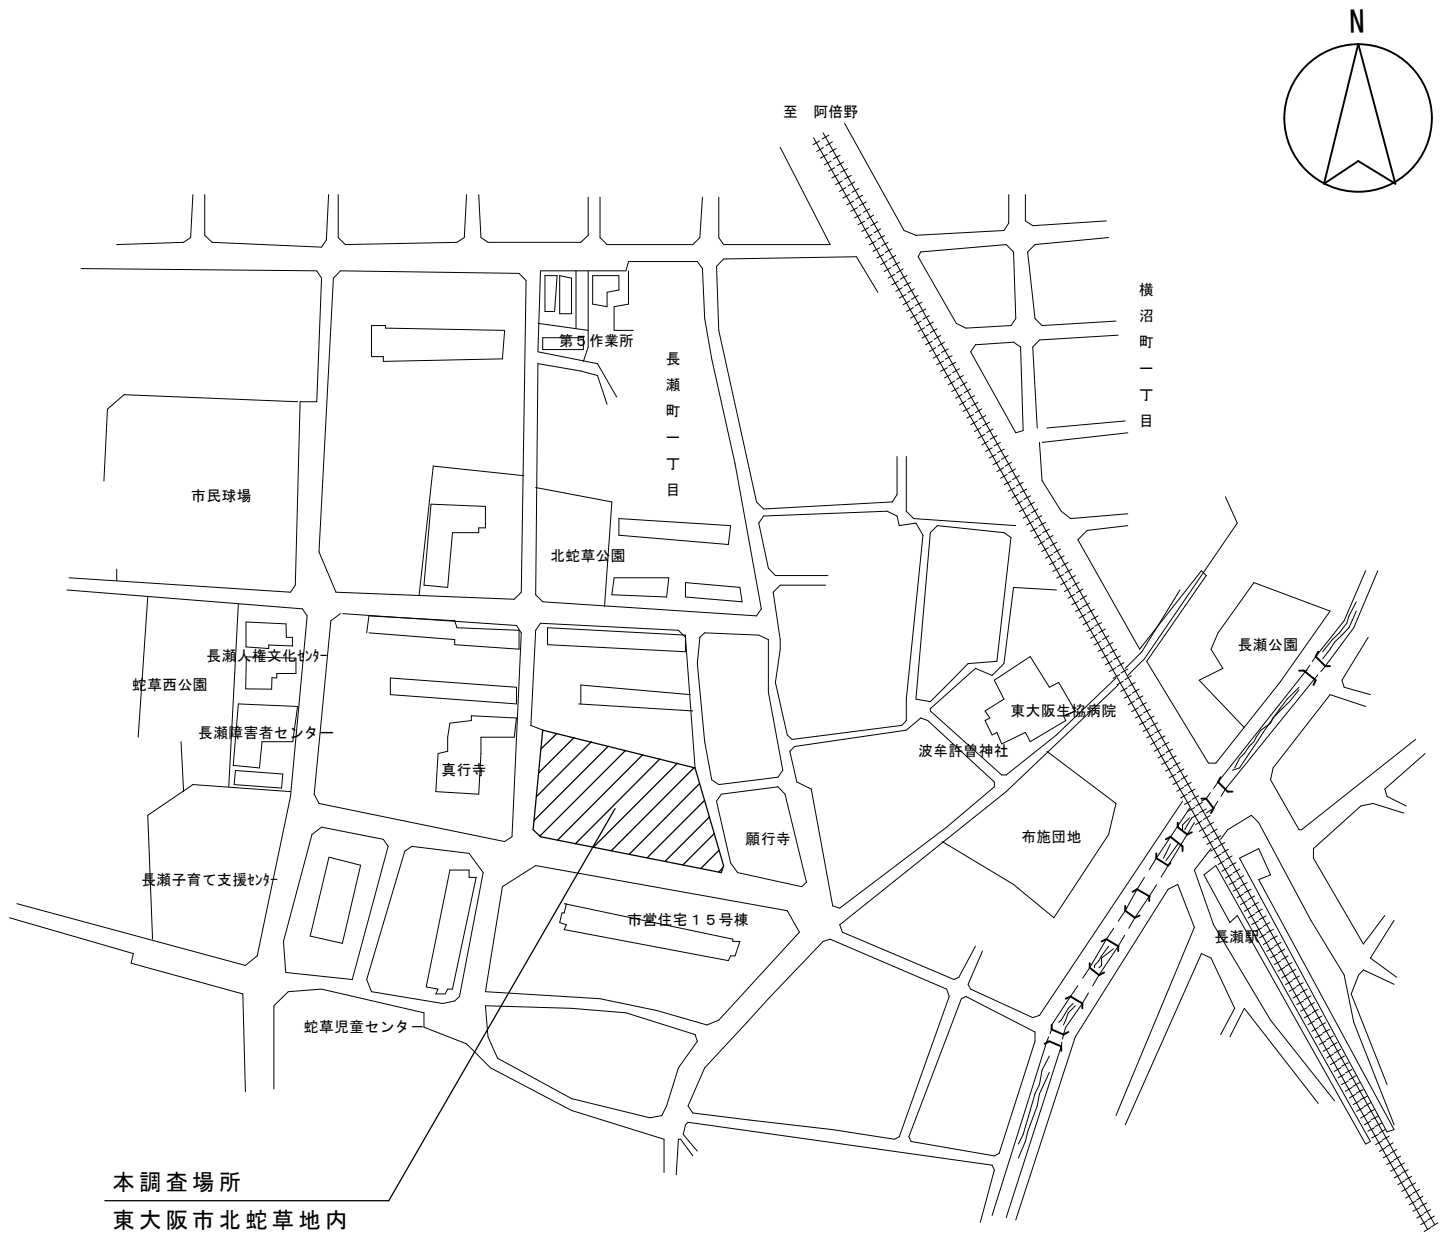 N
至　阿倍野
横沼町一丁目
第５作業所
長瀬町一丁目
市民球場
北蛇草公園
長瀬公園
長瀬人権文化ｾﾝﾀｰ
蛇草西公園
東大阪生協病院
長瀬障害者センター
波牟許曽神社
真行寺
願行寺
布施団地
長瀬子育て支援ｾﾝﾀｰ
市営住宅１５号棟
長瀬駅
蛇草児童センター
本調査場所
東大阪市北蛇草地内